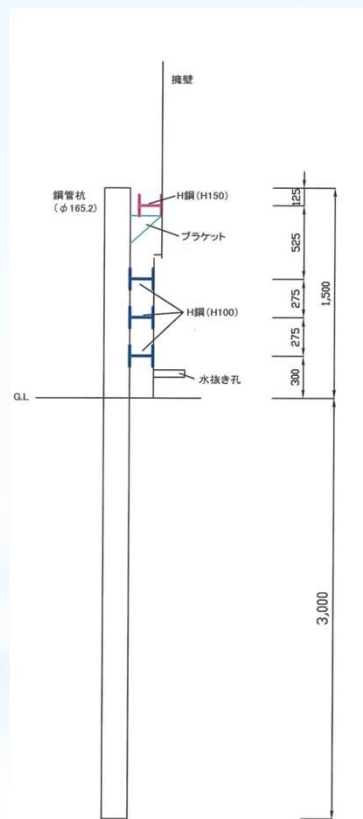 擁壁
鋼管杭
(φ165.2)
H鋼(H150)
ブラケット
H鋼(H100)
水抜き孔
G.L
125
525
275
275
300
1,500
3,000